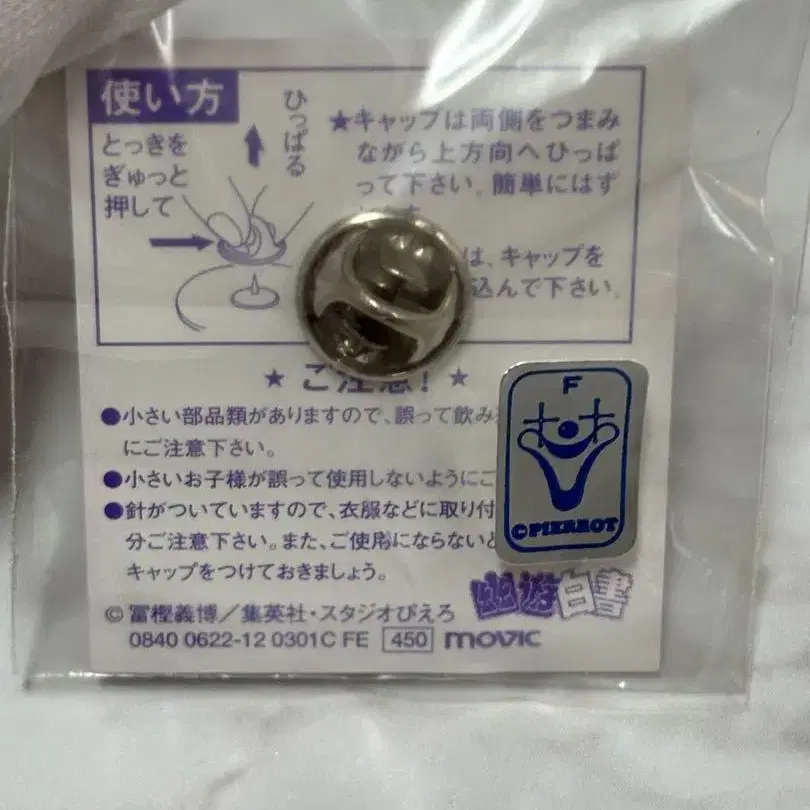 使い方
とっきを
ぎゅっと
押して
ひっぱる
★キャップは両側をつまみ
ながら上方向へひっぱ
って下さい。簡単にはず
は、キャップを
込んで下さい。
★ご注意!★
●小さい部品類がありますので、誤って飲み
にご注意下さい。
●小さいお子様が誤って使用しないようにご
●針がついていますので、衣服などに取り付
分ご注意下さい。また、ご使用にならないと
キャップをつけておきましょう。
F
©PIERROT
幽遊白書
© 冨樫義博/集英社・スタジオぴえろ
0840 0622-12 0301C FE 450 movic